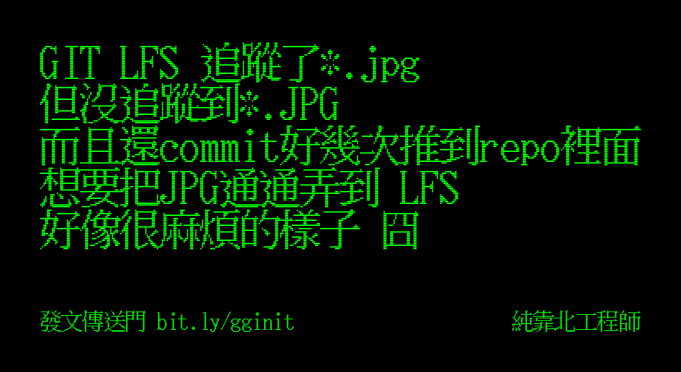 GIT LFS 追蹤了*.jpg
但沒追蹤到*.JPG
而且還commit好幾次推到repo裡面
想要把JPG通通弄到 LFS
好像很麻煩的樣子 囧
發文傳送門 bit.ly/gginit
純靠北工程師